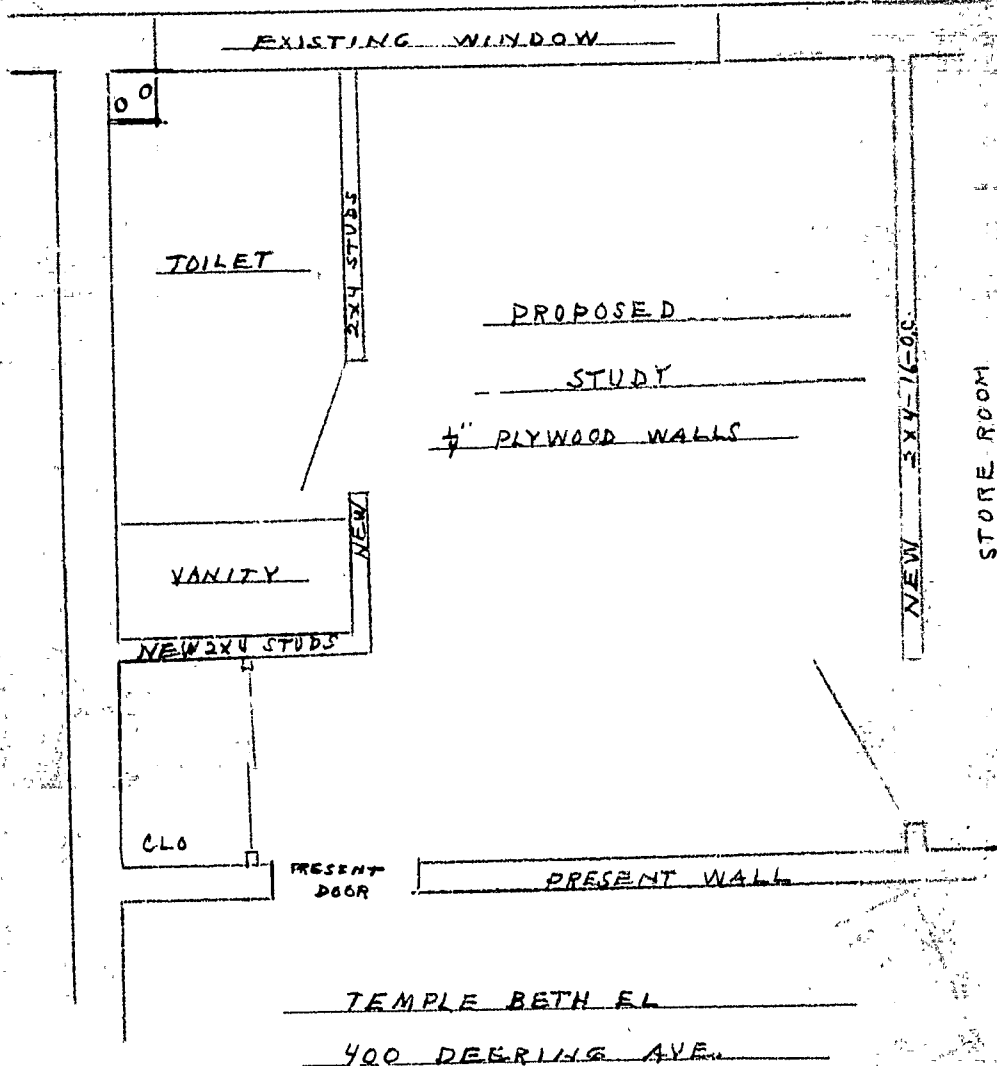 EXISTING WINDOW
TOILET
2X4 STUDS
PROPOSED
STUDY
1/4" PLYWOOD WALLS
NEW 2X4-16-O.C.
STORE ROOM
NEW
VANITY
NEW 2X4 STUDS
CLO
PRESENT
DOOR
PRESENT WALL
TEMPLE BETH EL
400 DEERING AVE.